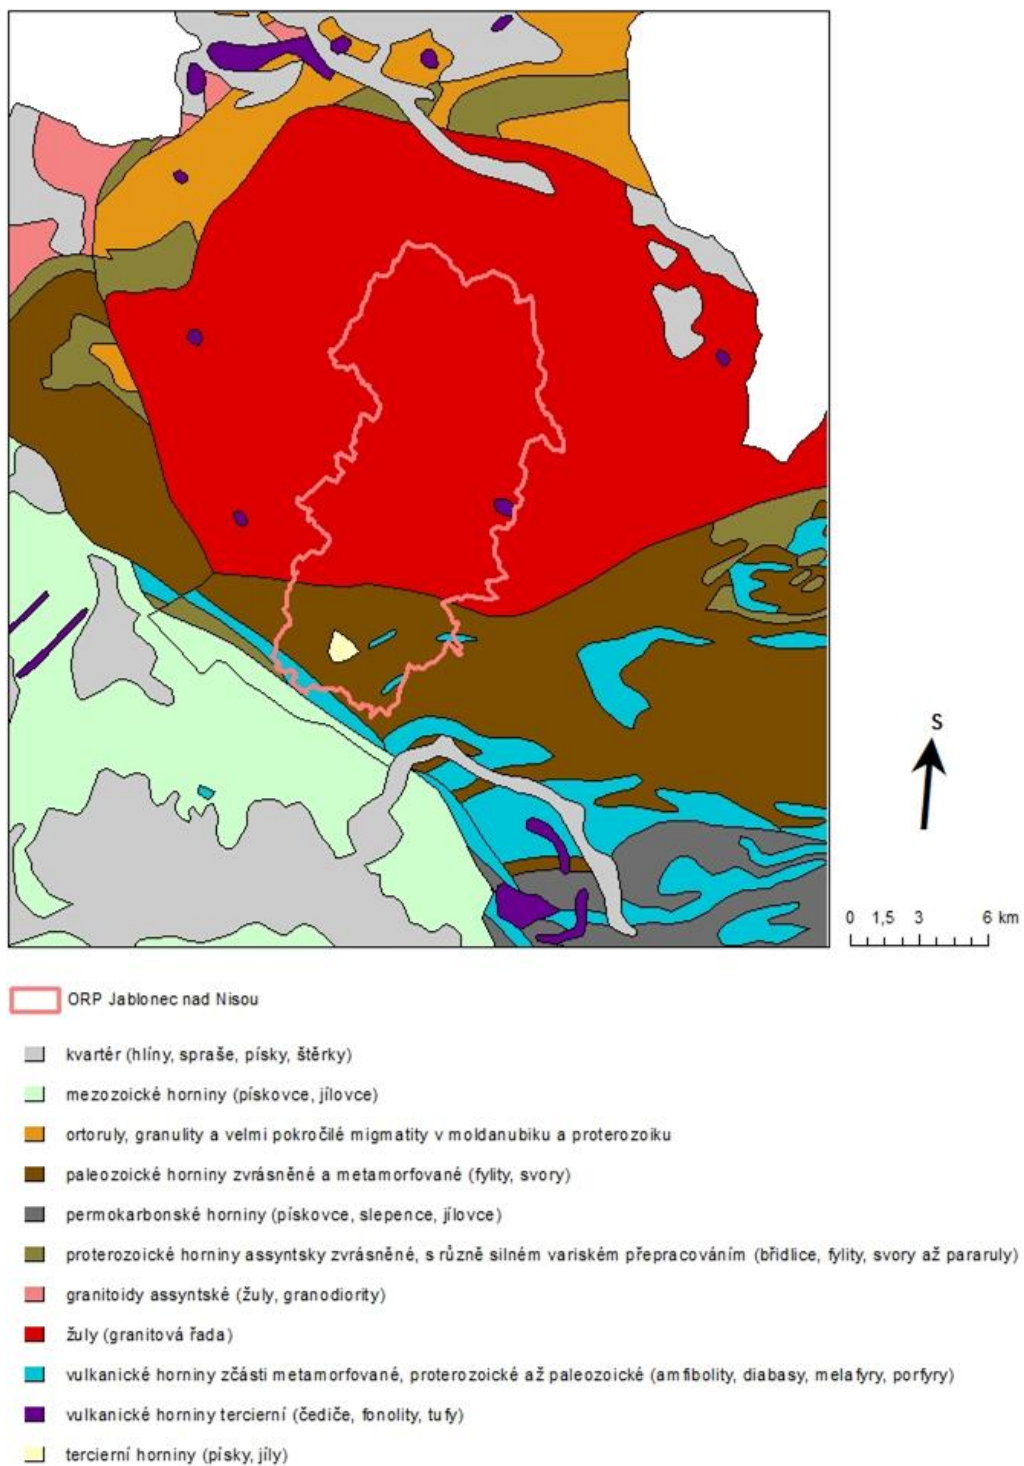 S
0 1,5 3 6 km
ORP Jablonec nad Nisou
kvartér (hlíny, spraše, písky, štěrky)
mezozoické horniny (pískovce, jílovce)
ortoruly, granulity a velmi pokročilé migmatity v moldanubiku a proterozoiku
paleozoické horniny zvrásněné a metamorfované (fylity, svory)
permokarbonské horniny (pískovce, slepence, jílovce)
proterozoické horniny assyntsky zvrásněné, s různě silném variském přepracováním (břidlice, fylity, svory až pararuly)
granitoidy assyntské (žuly, granodiority)
žuly (granitová řada)
vulkanické horniny zčásti metamorfované, proterozoické až paleozoické (amfibolity, diabasy, melafyry, porfyry)
vulkanické horniny tercierní (čediče, fonolity, tufy)
tercierní horniny (písky, jíly)